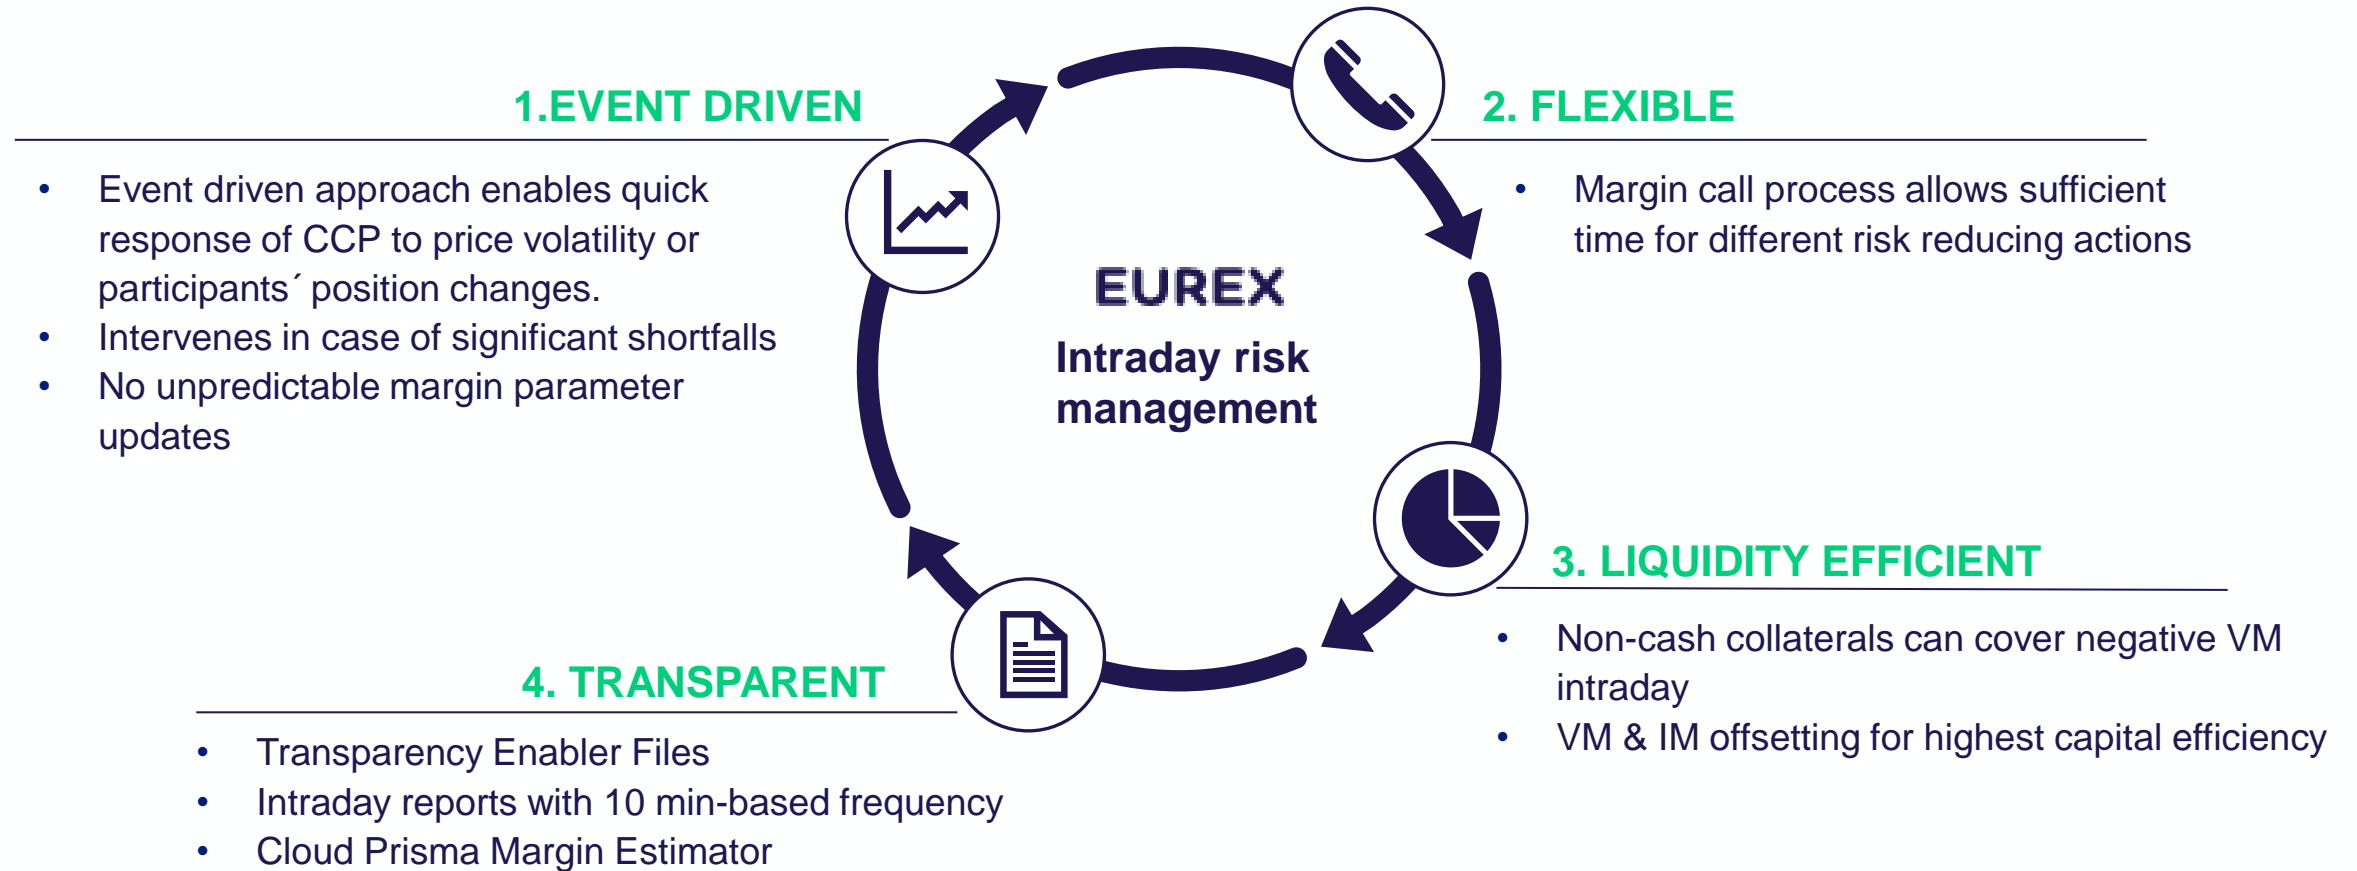 1.EVENT DRIVEN
• Event driven approach enables quick
response of CCP to price volatility or
participants´ position changes.
• Intervenes in case of significant shortfalls
• No unpredictable margin parameter
updates
2. FLEXIBLE
• Margin call process allows sufficient
time for different risk reducing actions
EUREX
Intraday risk
management
3. LIQUIDITY EFFICIENT
• Non-cash collaterals can cover negative VM
intraday
• VM & IM offsetting for highest capital efficiency
4. TRANSPARENT
• Transparency Enabler Files
• Intraday reports with 10 min-based frequency
• Cloud Prisma Margin Estimator